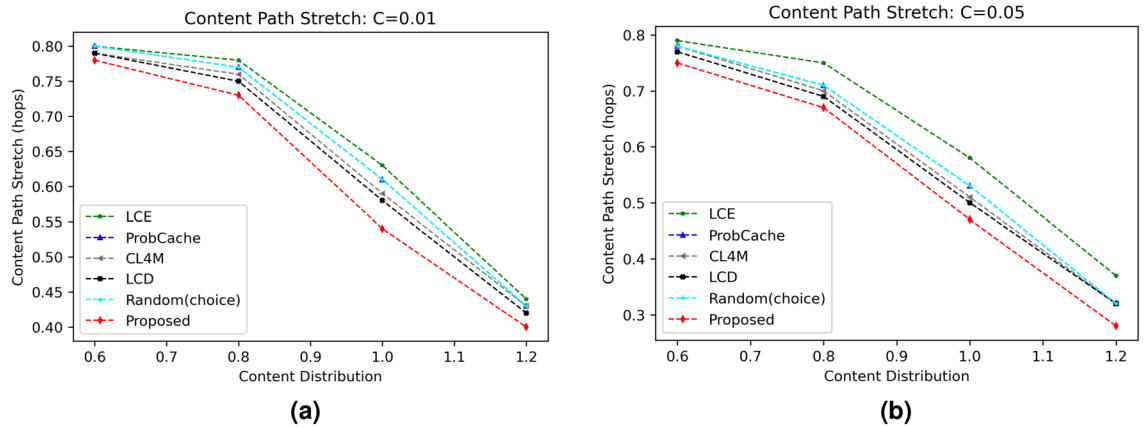 Content Path Stretch: C=0.01
Content Path Stretch (hops)
0.80
0.75
0.70
0.65
0.60
0.55
0.50
0.45
0.40
LCE
ProbCache
CL4M
LCD
Random(choice)
Proposed
0.6 0.7 0.8 0.9 1.0 1.1 1.2
Content Distribution
(a)
Content Path Stretch: C=0.05
Content Path Stretch (hops)
0.8
0.7
0.6
0.5
0.4
0.3
LCE
ProbCache
CL4M
LCD
Random(choice)
Proposed
0.6 0.7 0.8 0.9 1.0 1.1 1.2
Content Distribution
(b)